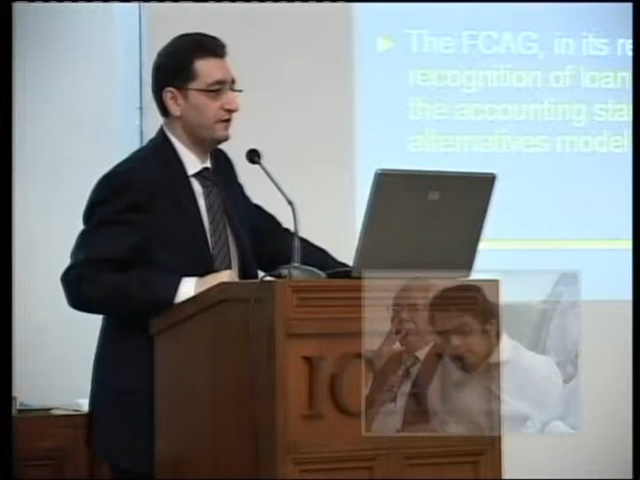 The FCAG, in its re
recognition of loan
the accounting sta
alternatives model
IC